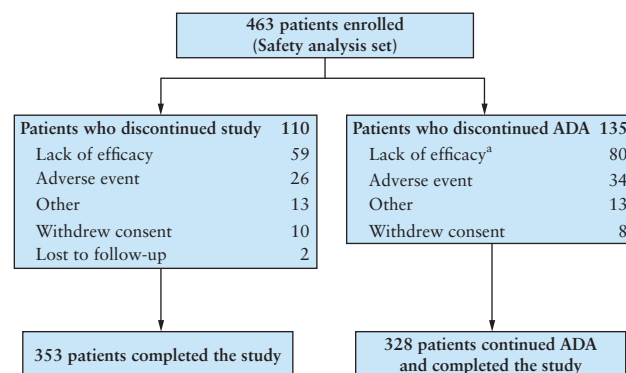 463 patients enrolled
(Safety analysis set)
Patients who discontinued study 110
Lack of efficacy 59
Adverse event 26
Other 13
Withdrew consent 10
Lost to follow-up 2
Patients who discontinued ADA 135
Lack of efficacyᵃ 80
Adverse event 34
Other 13
Withdrew consent 8
353 patients completed the study
328 patients continued ADA
and completed the study